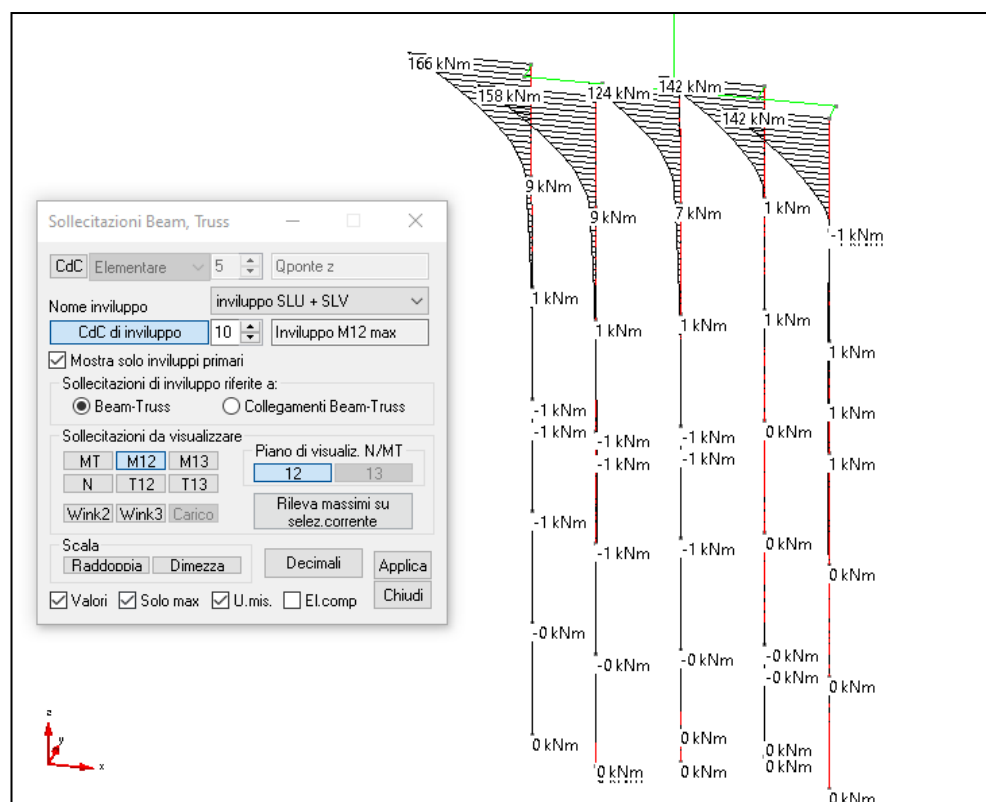 166 kNm
158 kNm
124 kNm
142 kNm
142 kNm
9 kNm
9 kNm
7 kNm
1 kNm
-1 kNm
Sollecitazioni Beam, Truss
CdC Elementare 5 Qponte z
Nome inviluppo inviluppo SLU + SLV
CdC di inviluppo 10 Inviluppo M12 max
Mostra solo inviluppi primari
Sollecitazioni di inviluppo riferite a:
Beam-Truss Collegamenti Beam-Truss
Sollecitazioni da visualizzare
Piano di visualiz. N/MT
MT M12 M13
12 13
N T12 T13
Wink2 Wink3 Carico
Rileva massimi su
selez.corrente
Scala
Raddoppia Dimezza
Decimali
Applica
Valori Solo max U.mis. El.comp
Chiudi
1 kNm
1 kNm
1 kNm
1 kNm
1 kNm
-1 kNm
-1 kNm
-1 kNm
-1 kNm
-1 kNm
-1 kNm
0 kNm
1 kNm
1 kNm
-1 kNm
-1 kNm
-1 kNm
0 kNm
0 kNm
-0 kNm
-0 kNm
-0 kNm
-0 kNm
-0 kNm
0 kNm
0 kNm
0 kNm
0 kNm
0 kNm
0 kNm
0 kNm
0 kNm
z
y
x